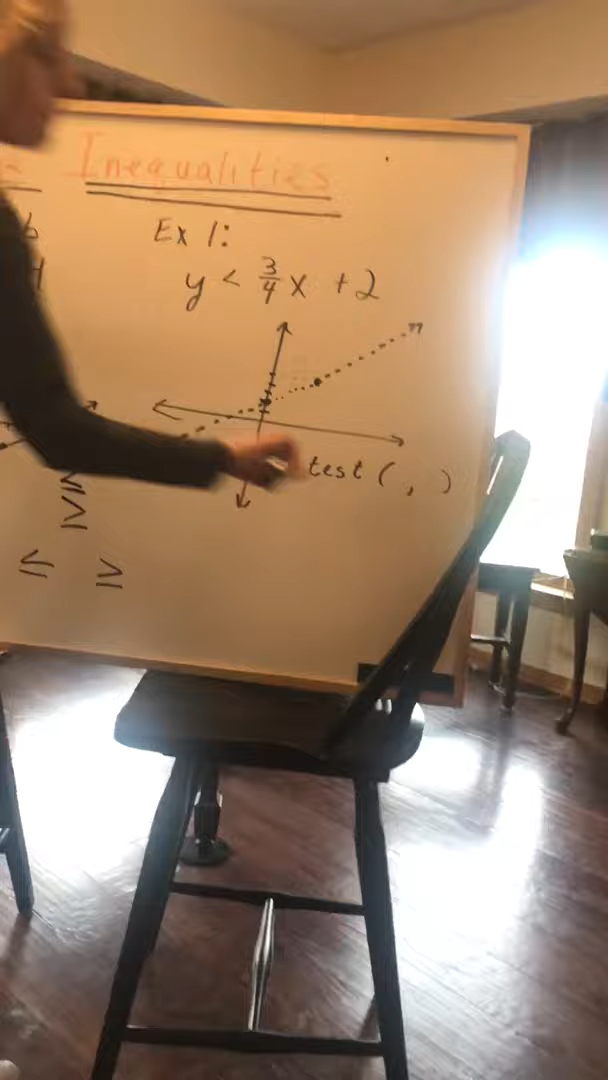 Inequalities
b
Ex 1:
y < 3/4 x + 2
test ( , )
≥